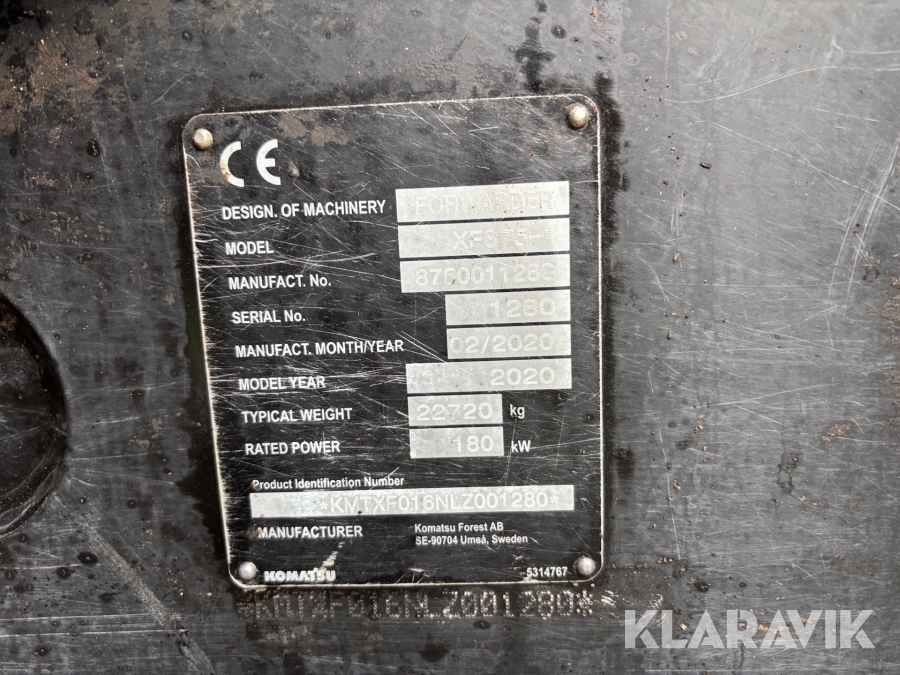 CE
DESIGN. OF MACHINERY FORWARDER
MODEL
MANUFACT. No.
SERIAL No. 1280
MANUFACT. MONTH/YEAR 02/2020
MODEL YEAR 2020
TYPICAL WEIGHT 22720 kg
RATED POWER 180 kW
Product Identification Number
*KMTXF016NLZ001280*
MANUFACTURER Komatsu Forest AB
SE-90704 Umeå, Sweden
KOMATSU 5314767
*KMTXF016NLZ001280*
KLARAVIK